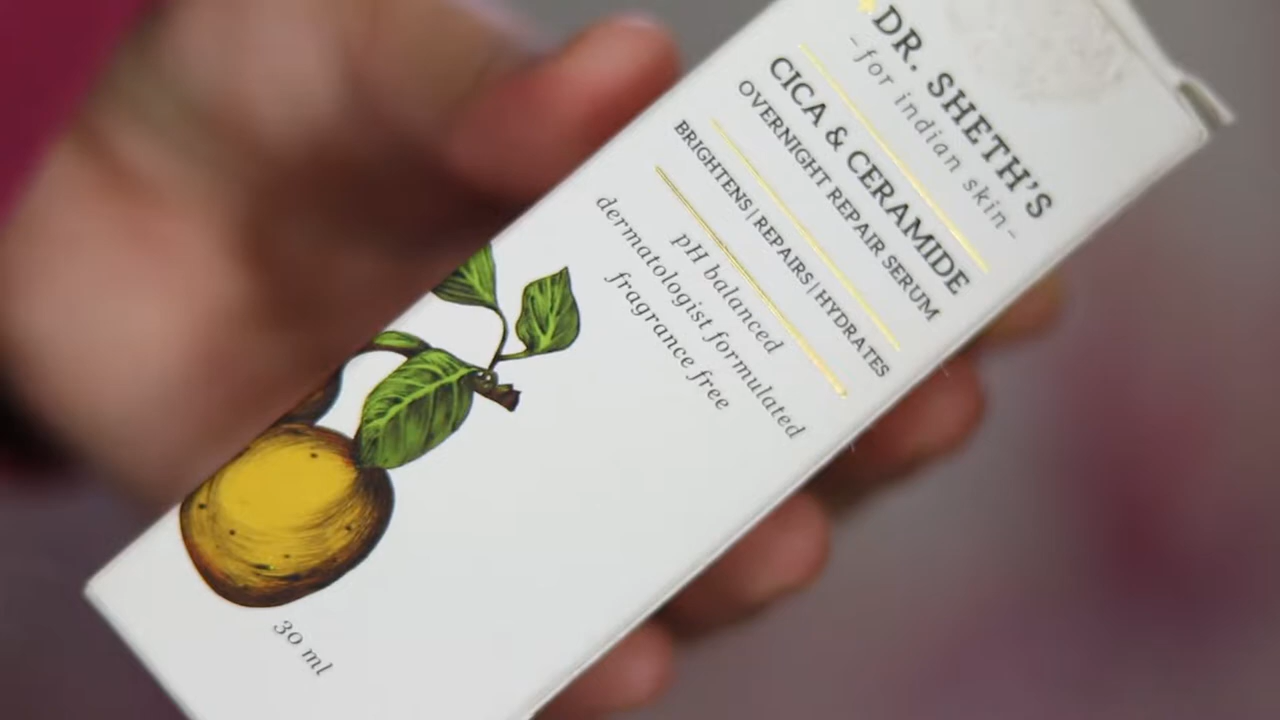 DR. SHETH'S
-for indian skin-
CICA & CERAMIDE
OVERNIGHT REPAIR SERUM
BRIGHTENS | REPAIRS | HYDRATES
pH balanced
dermatologist formulated
fragrance free
30 ml